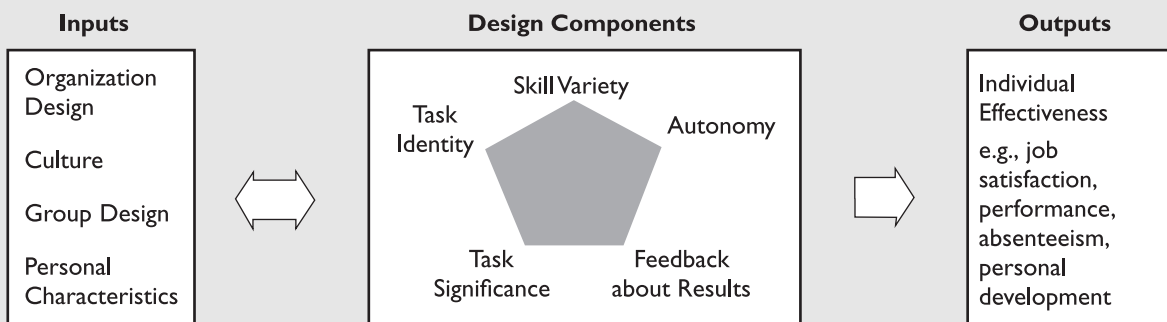 Inputs
Organization
Design
Culture
Group Design
Personal
Characteristics
Design Components
Skill Variety
Task
Identity
Autonomy
Task
Significance
Feedback
about Results
Outputs
Individual
Effectiveness
e.g., job
satisfaction,
performance,
absenteeism,
personal
development